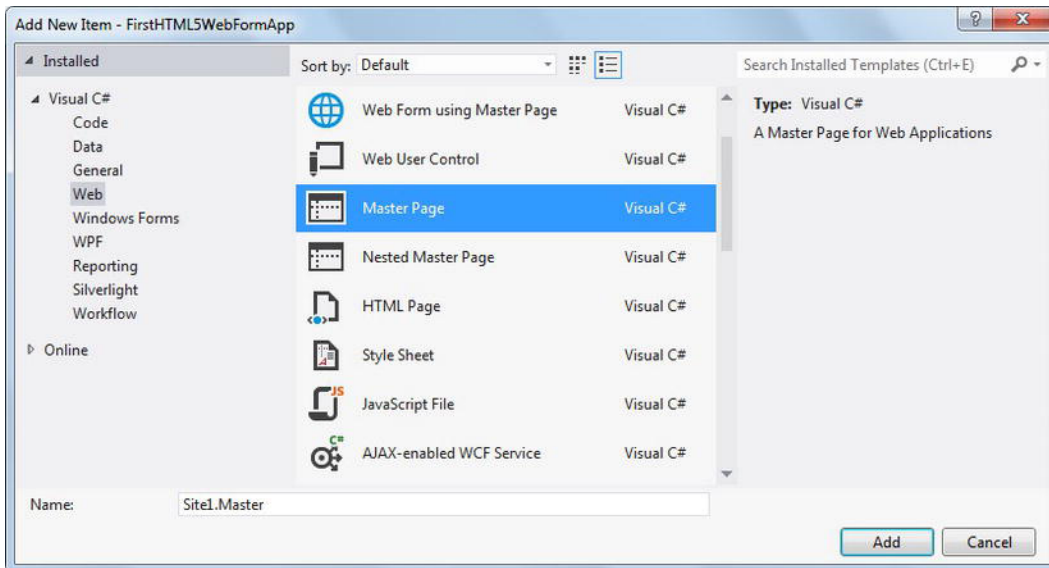 Add New Item - FirstHTML5WebFormApp
Installed
Sort by: Default
Search Installed Templates (Ctrl+E)
Visual C#
Code
Data
General
Web
Windows Forms
WPF
Reporting
Silverlight
Workflow
Online
Web Form using Master Page Visual C#
Web User Control Visual C#
Master Page Visual C#
Nested Master Page Visual C#
HTML Page Visual C#
Style Sheet Visual C#
JS
JavaScript File Visual C#
C#
AJAX-enabled WCF Service Visual C#
Type: Visual C#
A Master Page for Web Applications
Name: Site1.Master
Add Cancel